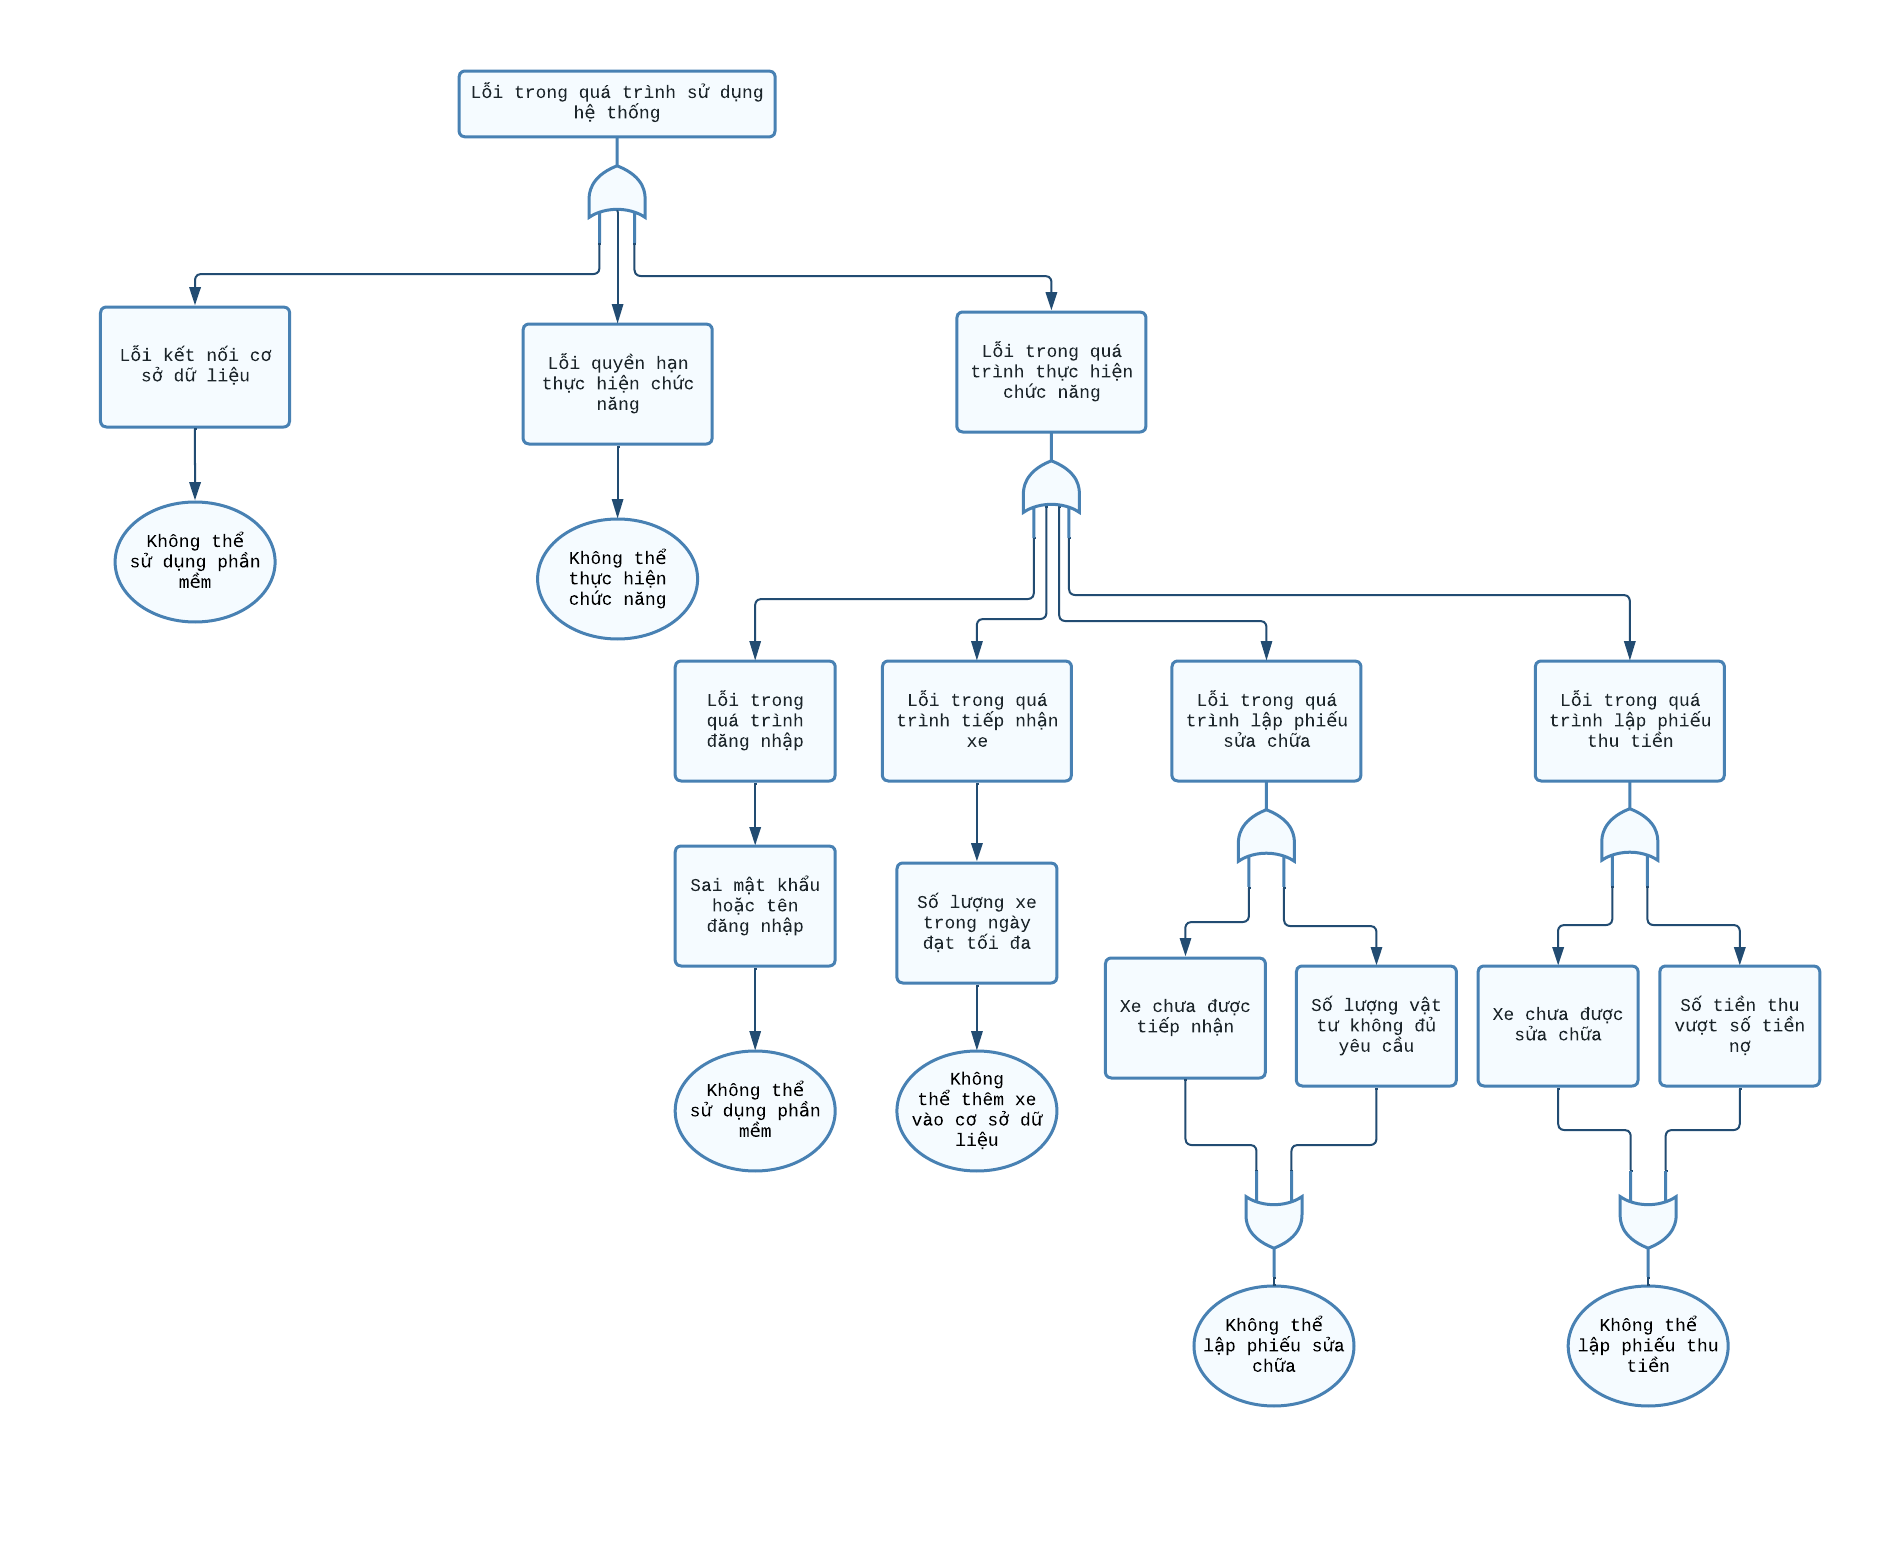 Lỗi trong quá trình sử dụng
hệ thống
Lỗi kết nối cơ
sở dữ liệu
Lỗi quyền hạn
thực hiện chức
năng
Lỗi trong quá
trình thực hiện
chức năng
Không thể
sử dụng phần
mềm
Không thể
thực hiện
chức năng
Lỗi trong
quá trình
đăng nhập
Lỗi trong quá
trình tiếp nhận
xe
Lỗi trong quá
trình lập phiếu
sửa chữa
Lỗi trong quá
trình lập phiếu
thu tiền
Sai mật khẩu
hoặc tên
đăng nhập
Số lượng xe
trong ngày
đạt tối đa
Xe chưa được
tiếp nhận
Số lượng vật
tư không đủ
yêu cầu
Xe chưa được
sửa chữa
Số tiền thu
vượt số tiền
nợ
Không thể
sử dụng phần
mềm
Không
thể thêm xe
vào cơ sở dữ
liệu
Không thể
lập phiếu sửa
chữa
Không thể
lập phiếu thu
tiền